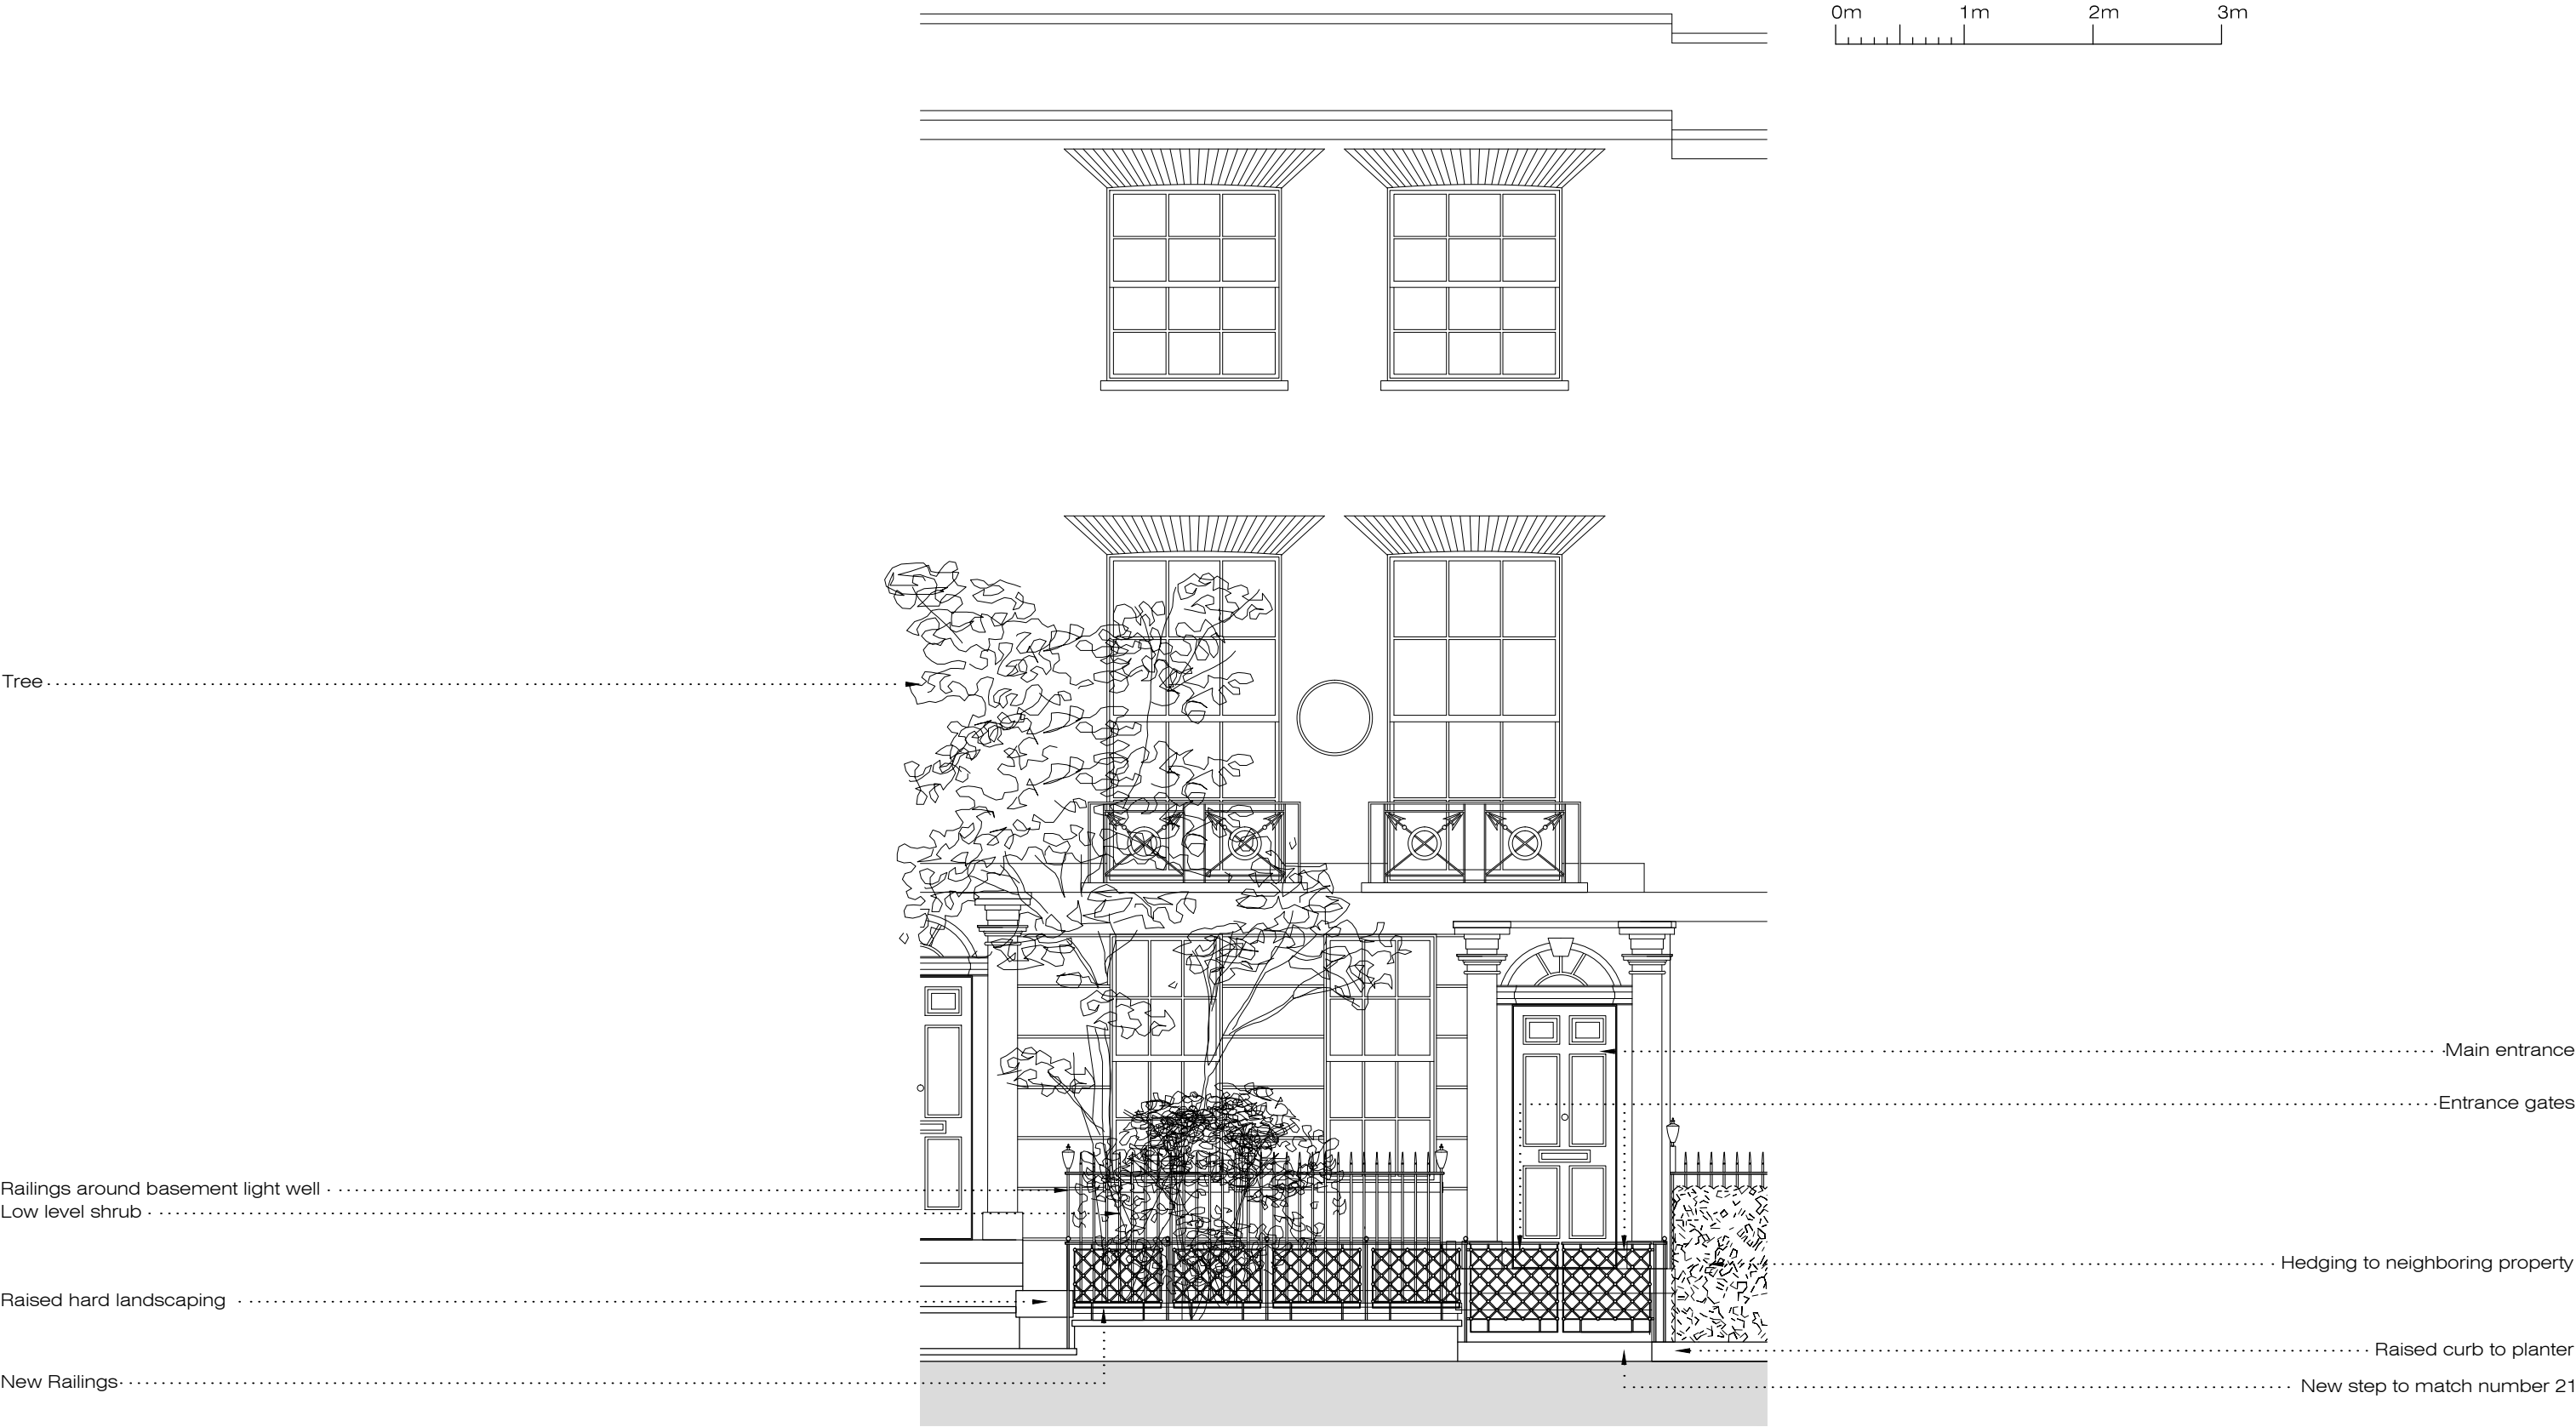 0m 1m 2m 3m
Tree
Main entrance
Entrance gates
Railings around basement light well
Low level shrub
Hedging to neighboring property
Raised hard landscaping
Raised curb to planter
New Railings
New step to match number 21